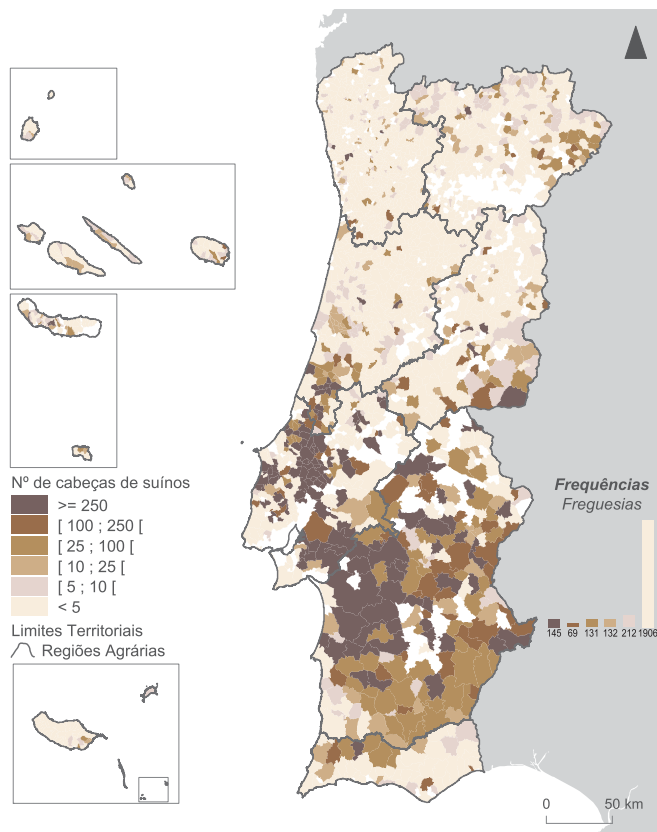 Nº de cabeças de suínos
>= 250
[ 100 ; 250 [
[ 25 ; 100 [
[ 10 ; 25 [
[ 5 ; 10 [
< 5
Limites Territoriais
Regiões Agrárias
Frequências
Freguesias
145 69 131 132 212 1906
0 50 km